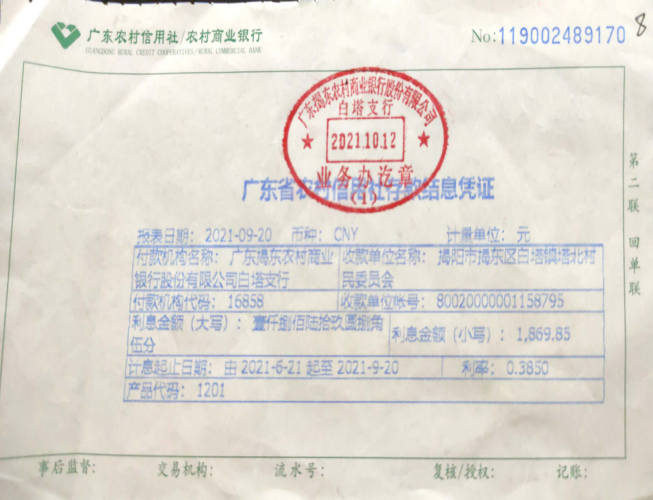 广东农村信用社/农村商业银行
GUANGDONG RURAL CREDIT COOPERATIVES/RURAL COMMERCIAL BANK
No:119002489170
8
广东揭东农村商业银行股份有限公司
白塔支行
2021.10.12
业务办讫章
(1)
广东省农村信用社存款结息凭证
第二联 回单联
报表日期: 2021-09-20 币种: CNY 计量单位: 元
付款机构名称: 广东揭东农村商业
银行股份有限公司白塔支行
收款单位名称: 揭阳市揭东区白塔镇塔北村
民委员会
付款机构代码: 16858
收款单位帐号: 80020000001158795
利息金额 (大写): 壹仟捌佰陆拾玖圆捌角
伍分
利息金额 (小写): 1,869.85
计息起止日期: 由 2021-6-21 起至 2021-9-20
利率: 0.3850
产品代码: 1201
事后监督: 交易机构: 流水号: 复核/授权: 记账: